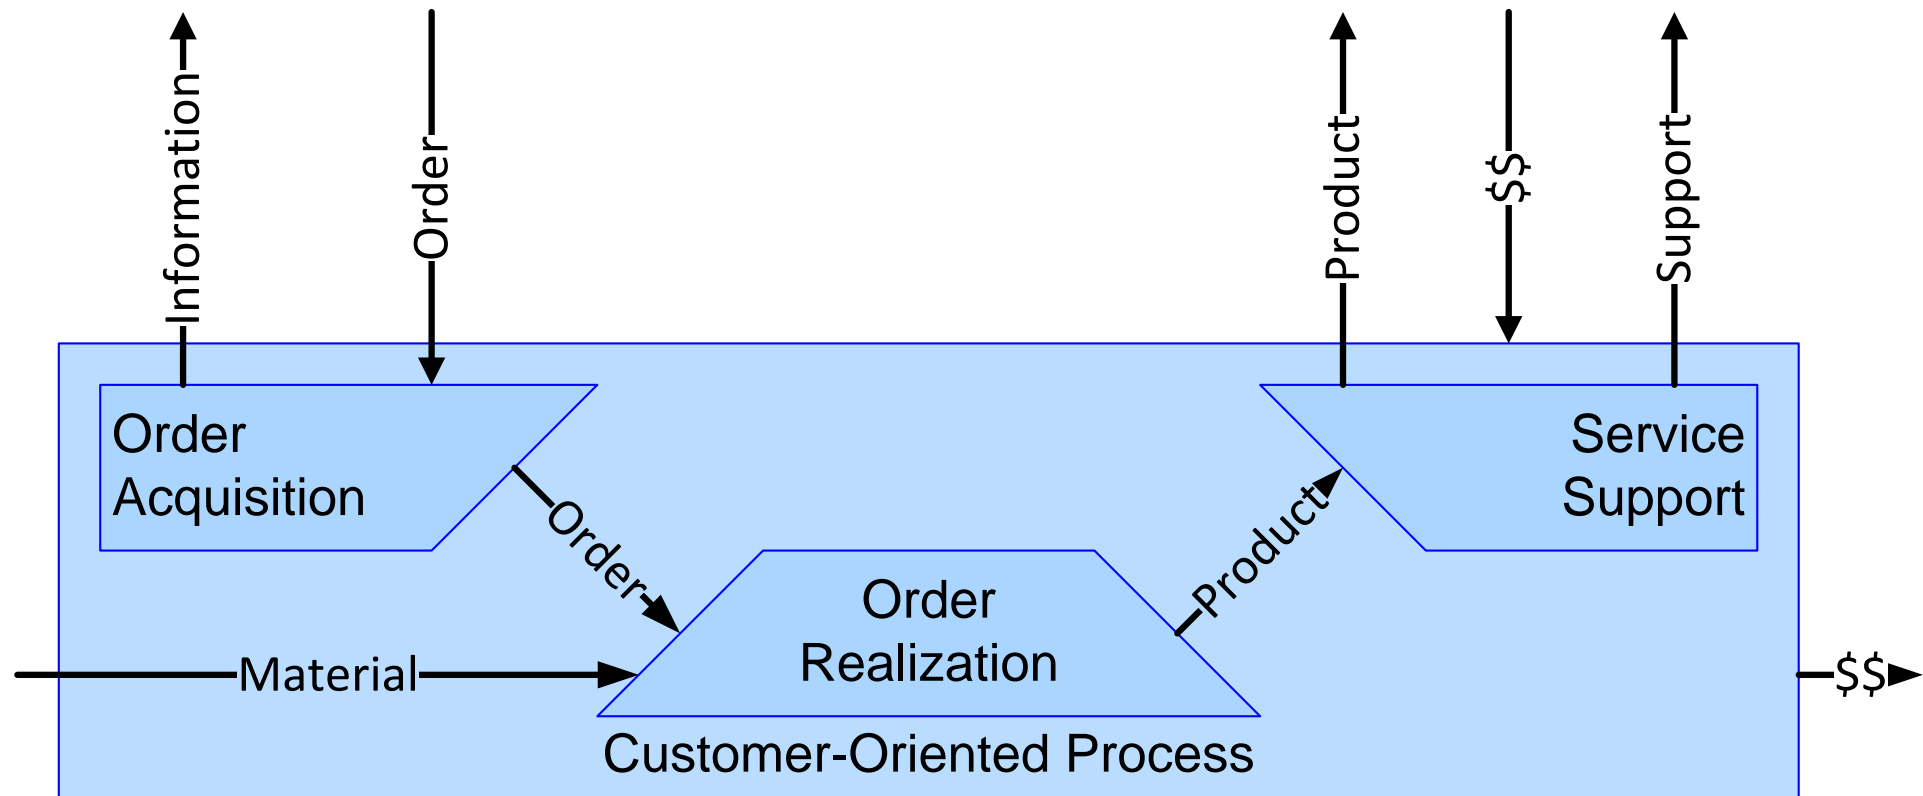 Information
Order
Product
$$
Support
Order
Acquisition
Service
Support
Order
Product
Order
Realization
Material
$$
Customer-Oriented Process